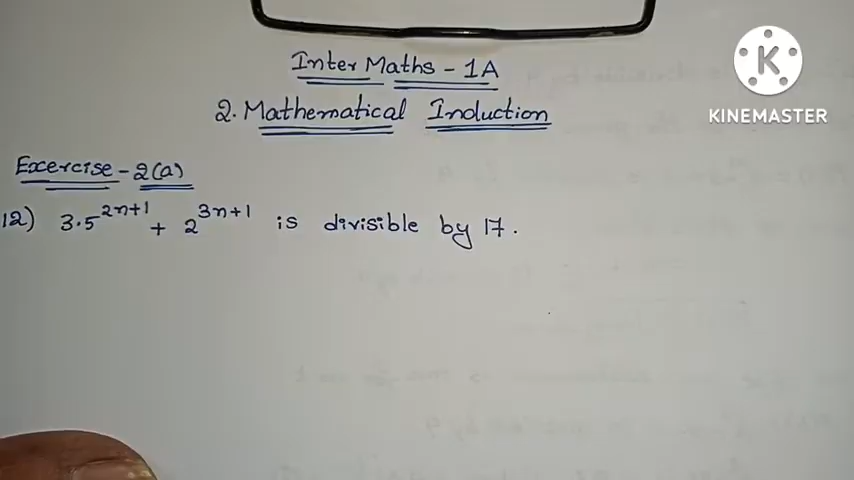 Inter Maths - 1A
K
KINEMASTER
2. Mathematical Induction
Exercise - 2(a)
12) 3.5^{2n+1} + 2^{3n+1} is divisible by 17.